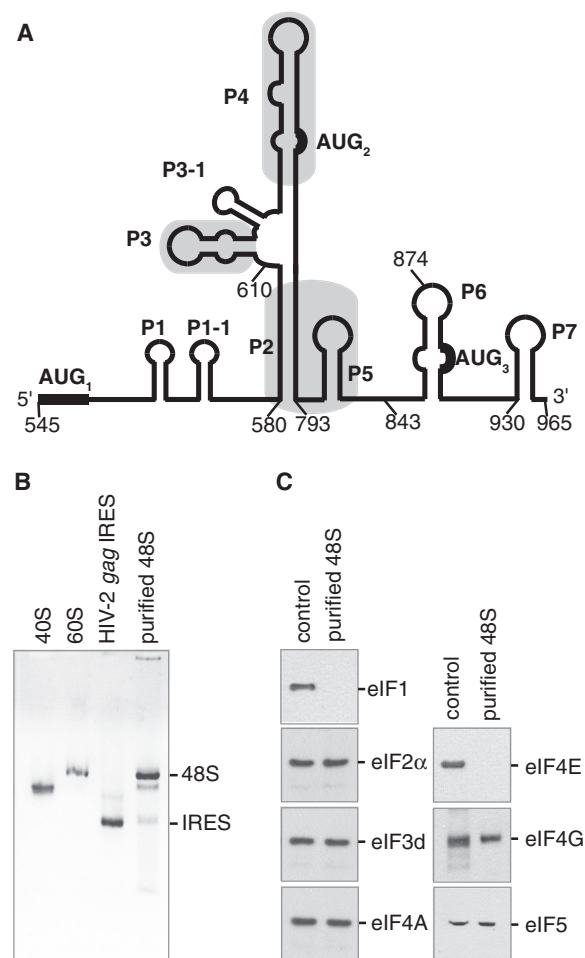 A
P4
AUG2
P3-1
P3
610
874
P6
P1
P1-1
P2
P5
AUG3
P7
AUG1
5'
3'
545
580
793
843
930
965
B
40S
60S
HIV-2 gag IRES
purified 48S
48S
IRES
C
control
purified 48S
eIF1
eIF2α
eIF3d
eIF4A
control
purified 48S
eIF4E
eIF4G
eIF5